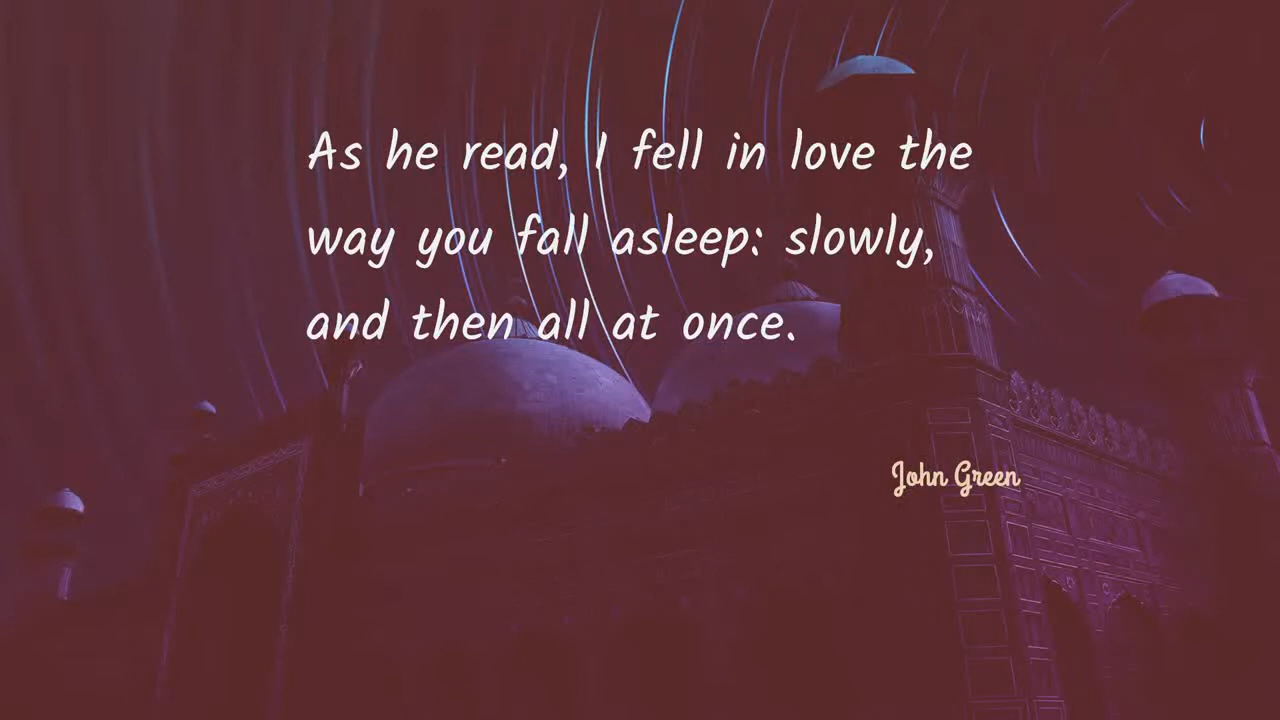 As he read, I fell in love the
way you fall asleep: slowly,
and then all at once.
John Green